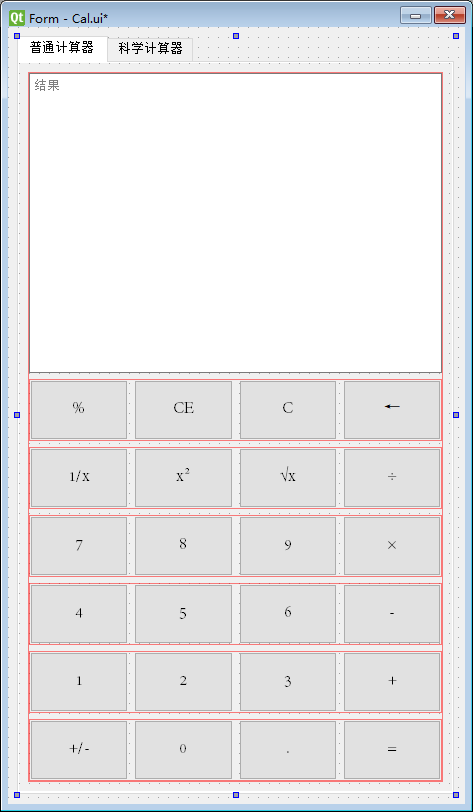 Qt Form - Cal.ui*
普通计算器 科学计算器
结果
% CE C ←
1/x x² √x ÷
7 8 9 ×
4 5 6 -
1 2 3 +
+/- 0 . =